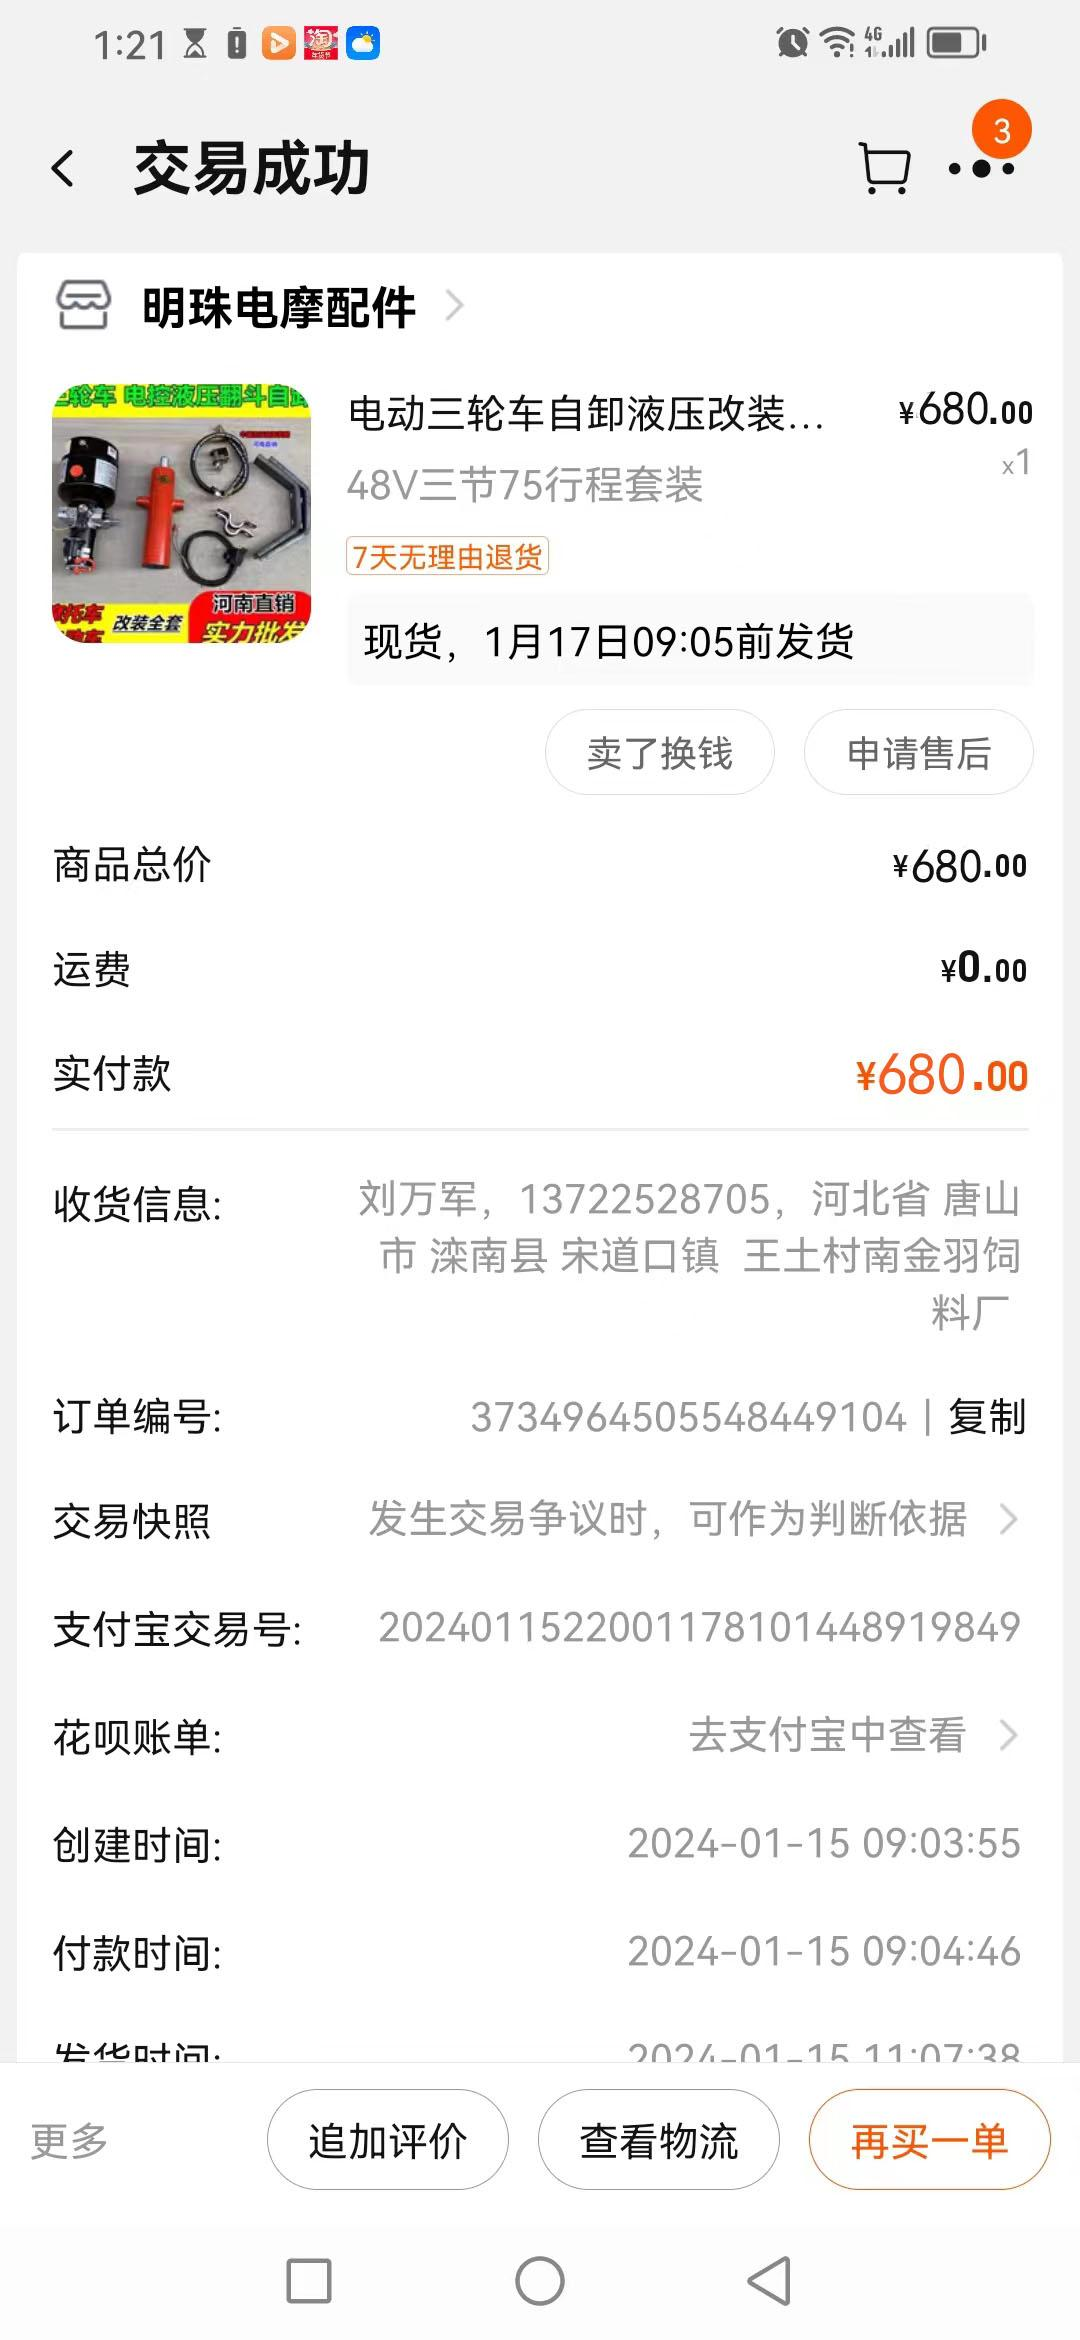 1:21
4G
3
交易成功
明珠电摩配件
三轮车 电控液压翻斗自卸
河南直销
改装全套
实力批发
电动三轮车自卸液压改装...
¥680.00
48V三节75行程套装
x1
7天无理由退货
现货，1月17日09:05前发货
卖了换钱
申请售后
商品总价
¥680.00
运费
¥0.00
实付款
¥680.00
收货信息:
刘万军，13722528705，河北省 唐山
市 滦南县 宋道口镇 王土村南金羽饲
料厂
订单编号:
3734964505548449104 | 复制
交易快照
发生交易争议时，可作为判断依据
支付宝交易号:
2024011522001178101448919849
花呗账单:
去支付宝中查看
创建时间:
2024-01-15 09:03:55
付款时间:
2024-01-15 09:04:46
发货时间:
2024-01-15 11:07:38
更多
追加评价
查看物流
再买一单